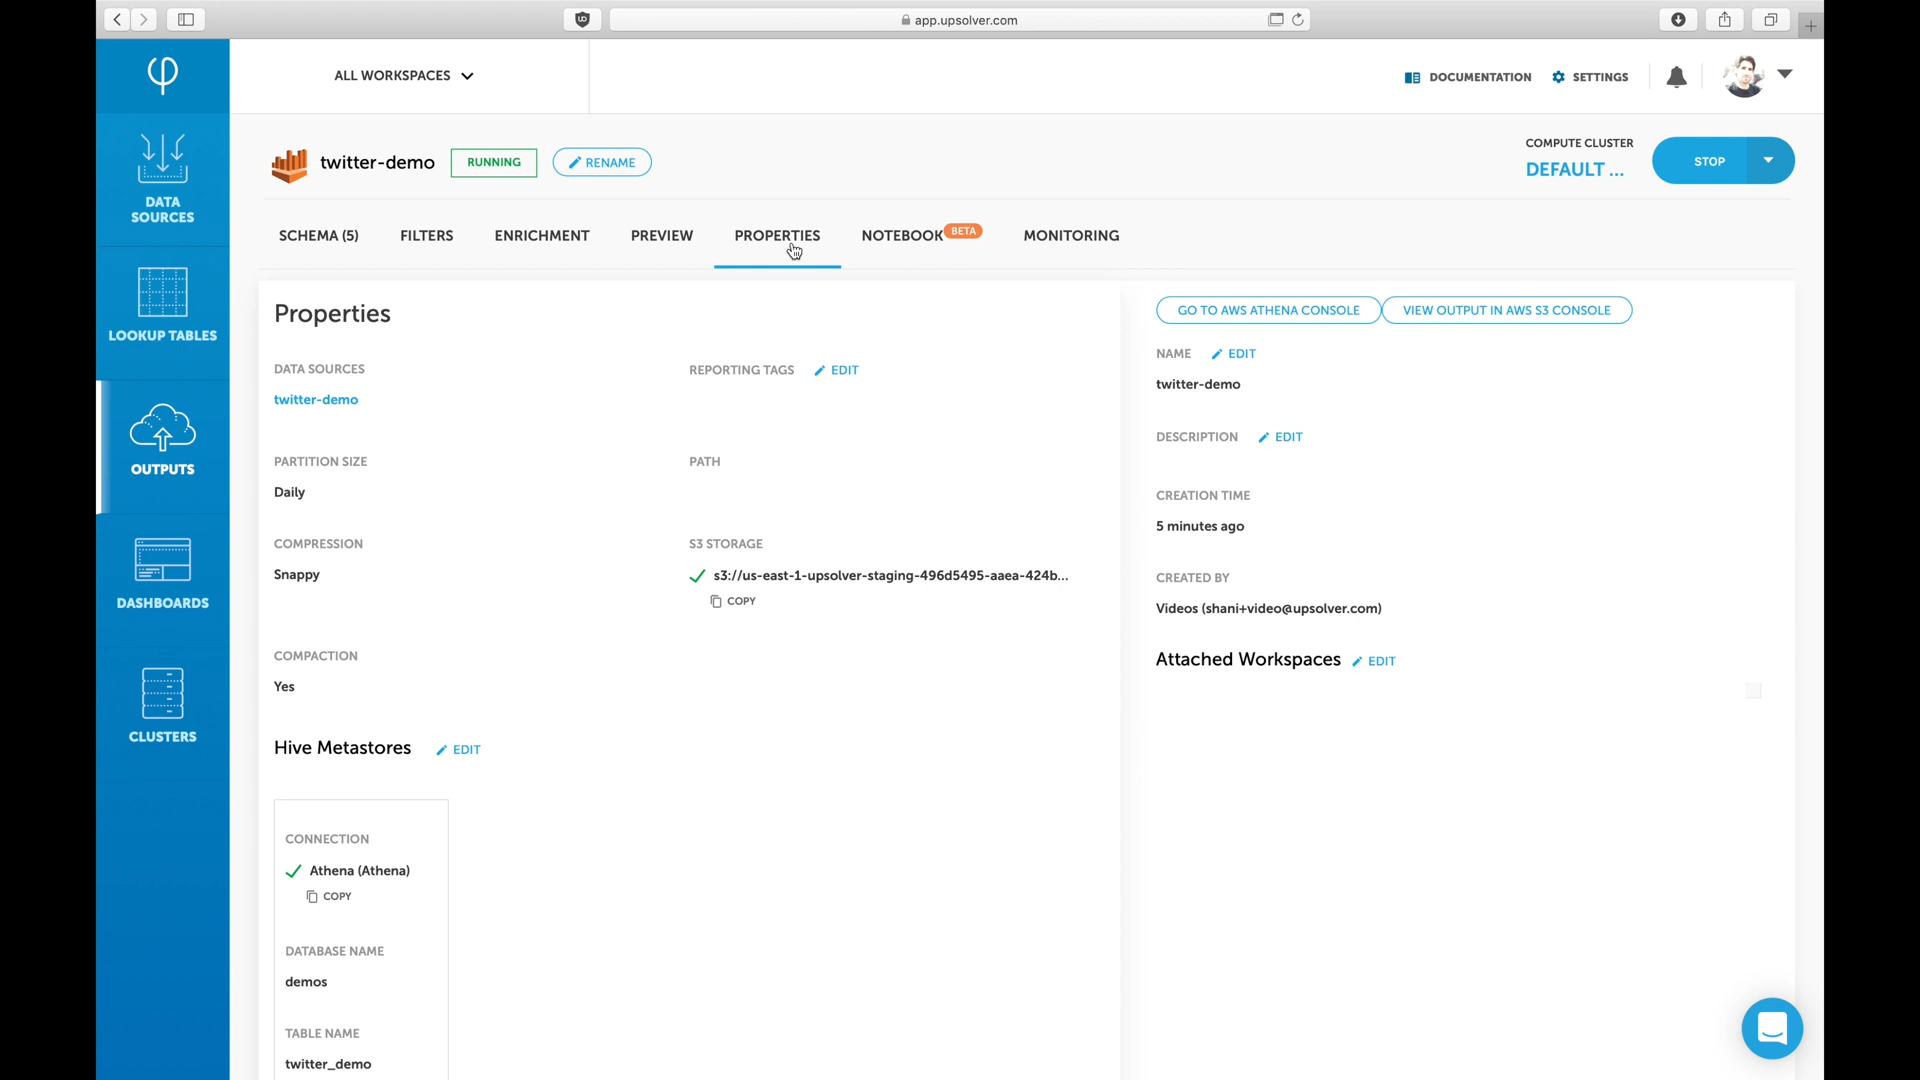 app.upsolver.com
ALL WORKSPACES
DOCUMENTATION
SETTINGS
DATA
SOURCES
LOOKUP TABLES
OUTPUTS
DASHBOARDS
CLUSTERS
twitter-demo
RUNNING
RENAME
COMPUTE CLUSTER
DEFAULT ...
STOP
SCHEMA (5)
FILTERS
ENRICHMENT
PREVIEW
PROPERTIES
NOTEBOOK BETA
MONITORING
Properties
DATA SOURCES
twitter-demo
REPORTING TAGS EDIT
PARTITION SIZE
Daily
PATH
COMPRESSION
Snappy
S3 STORAGE
s3://us-east-1-upsolver-staging-496d5495-aaea-424b...
COPY
COMPACTION
Yes
Hive Metastores EDIT
CONNECTION
Athena (Athena)
COPY
DATABASE NAME
demos
TABLE NAME
twitter_demo
GO TO AWS ATHENA CONSOLE
VIEW OUTPUT IN AWS S3 CONSOLE
NAME EDIT
twitter-demo
DESCRIPTION EDIT
CREATION TIME
5 minutes ago
CREATED BY
Videos (shani+video@upsolver.com)
Attached Workspaces EDIT